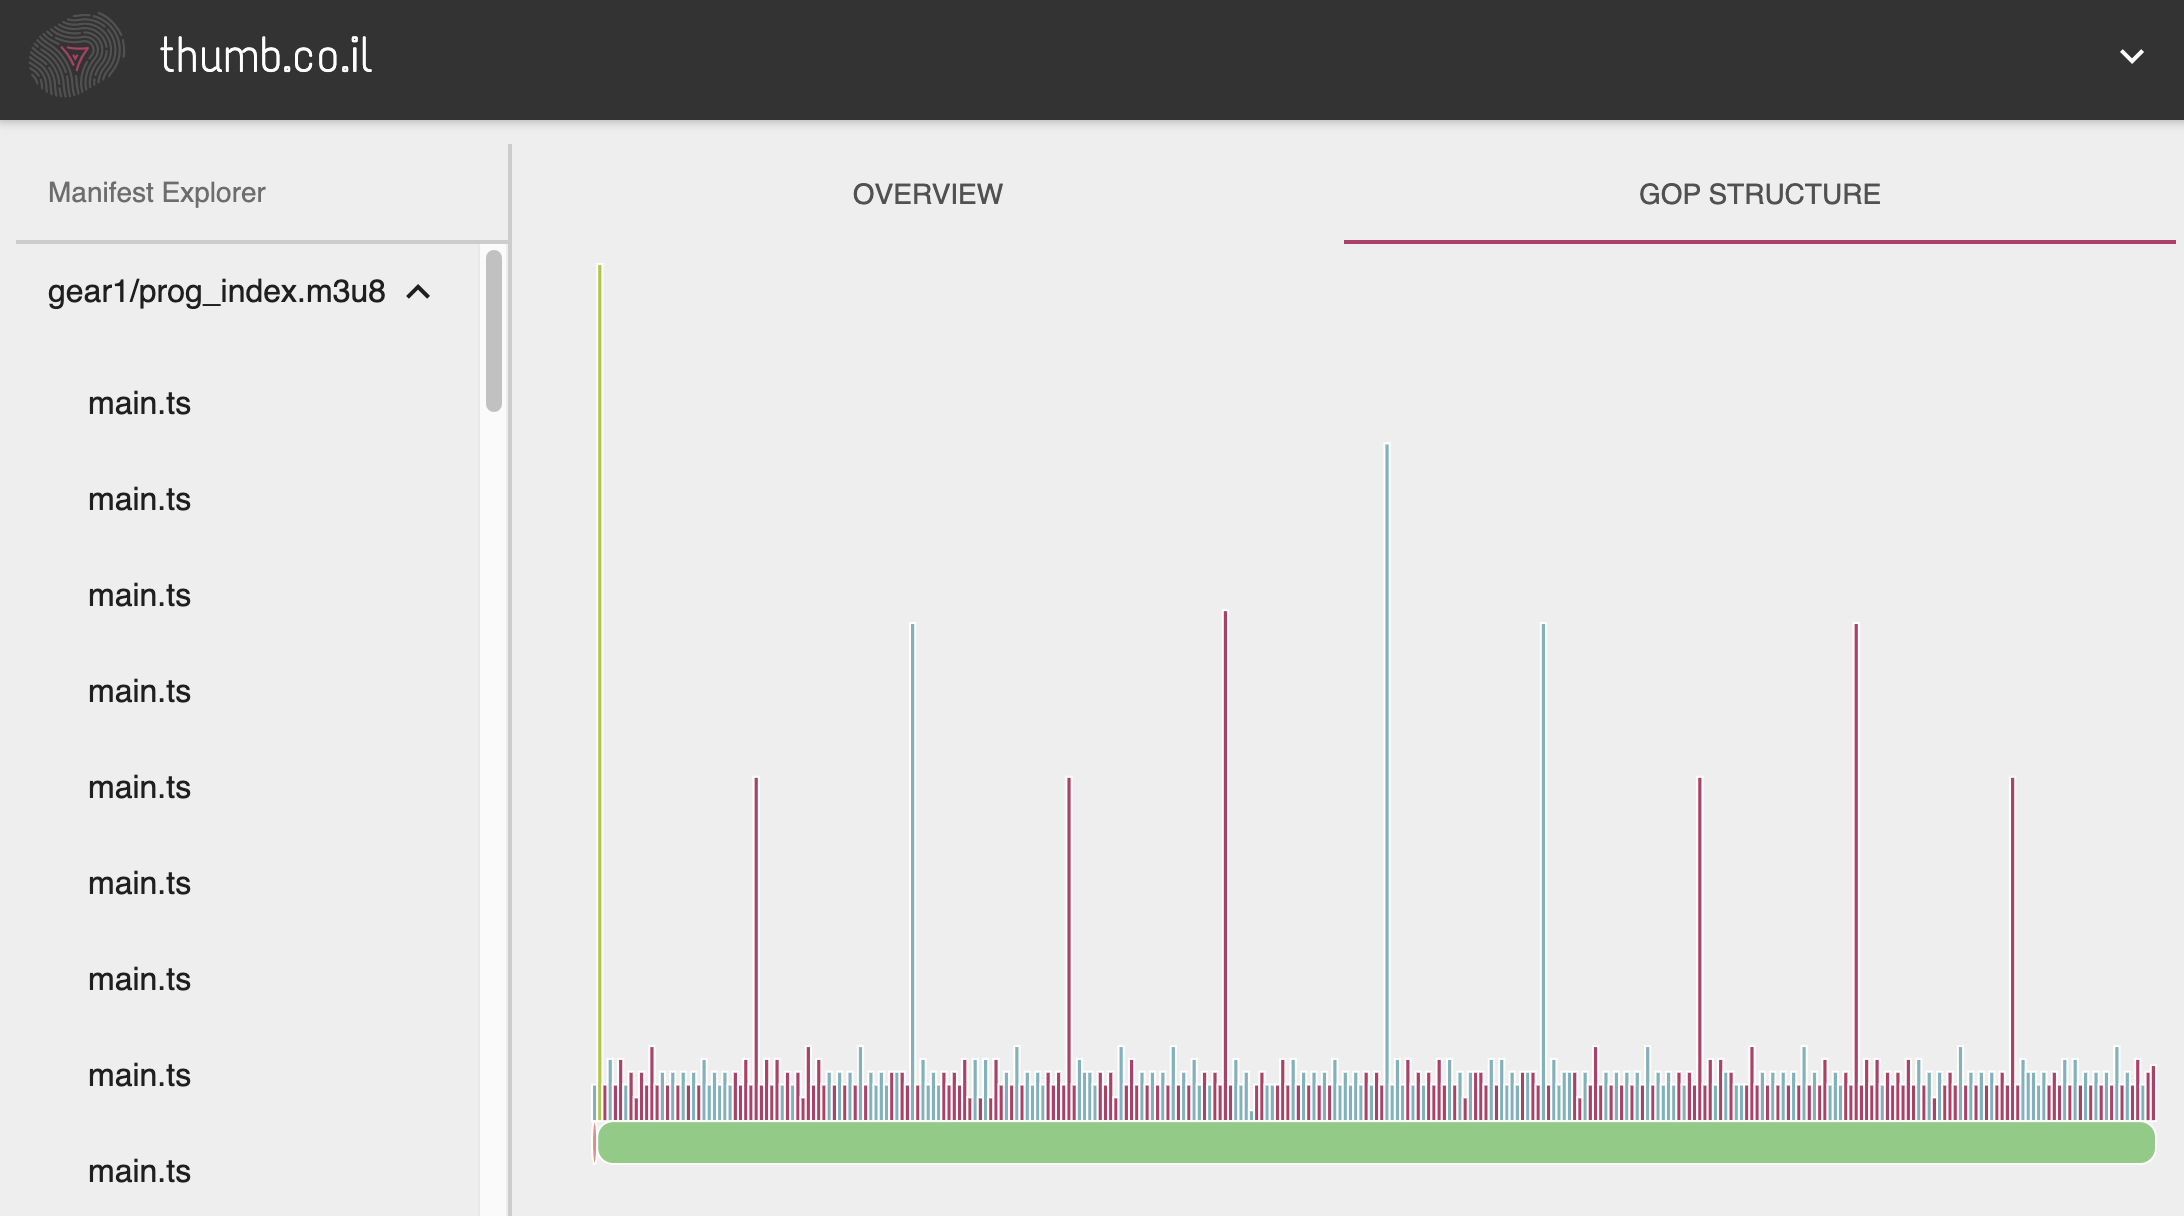 thumb.co.il
Manifest Explorer
OVERVIEW
GOP STRUCTURE
gear1/prog_index.m3u8
main.ts
main.ts
main.ts
main.ts
main.ts
main.ts
main.ts
main.ts
main.ts